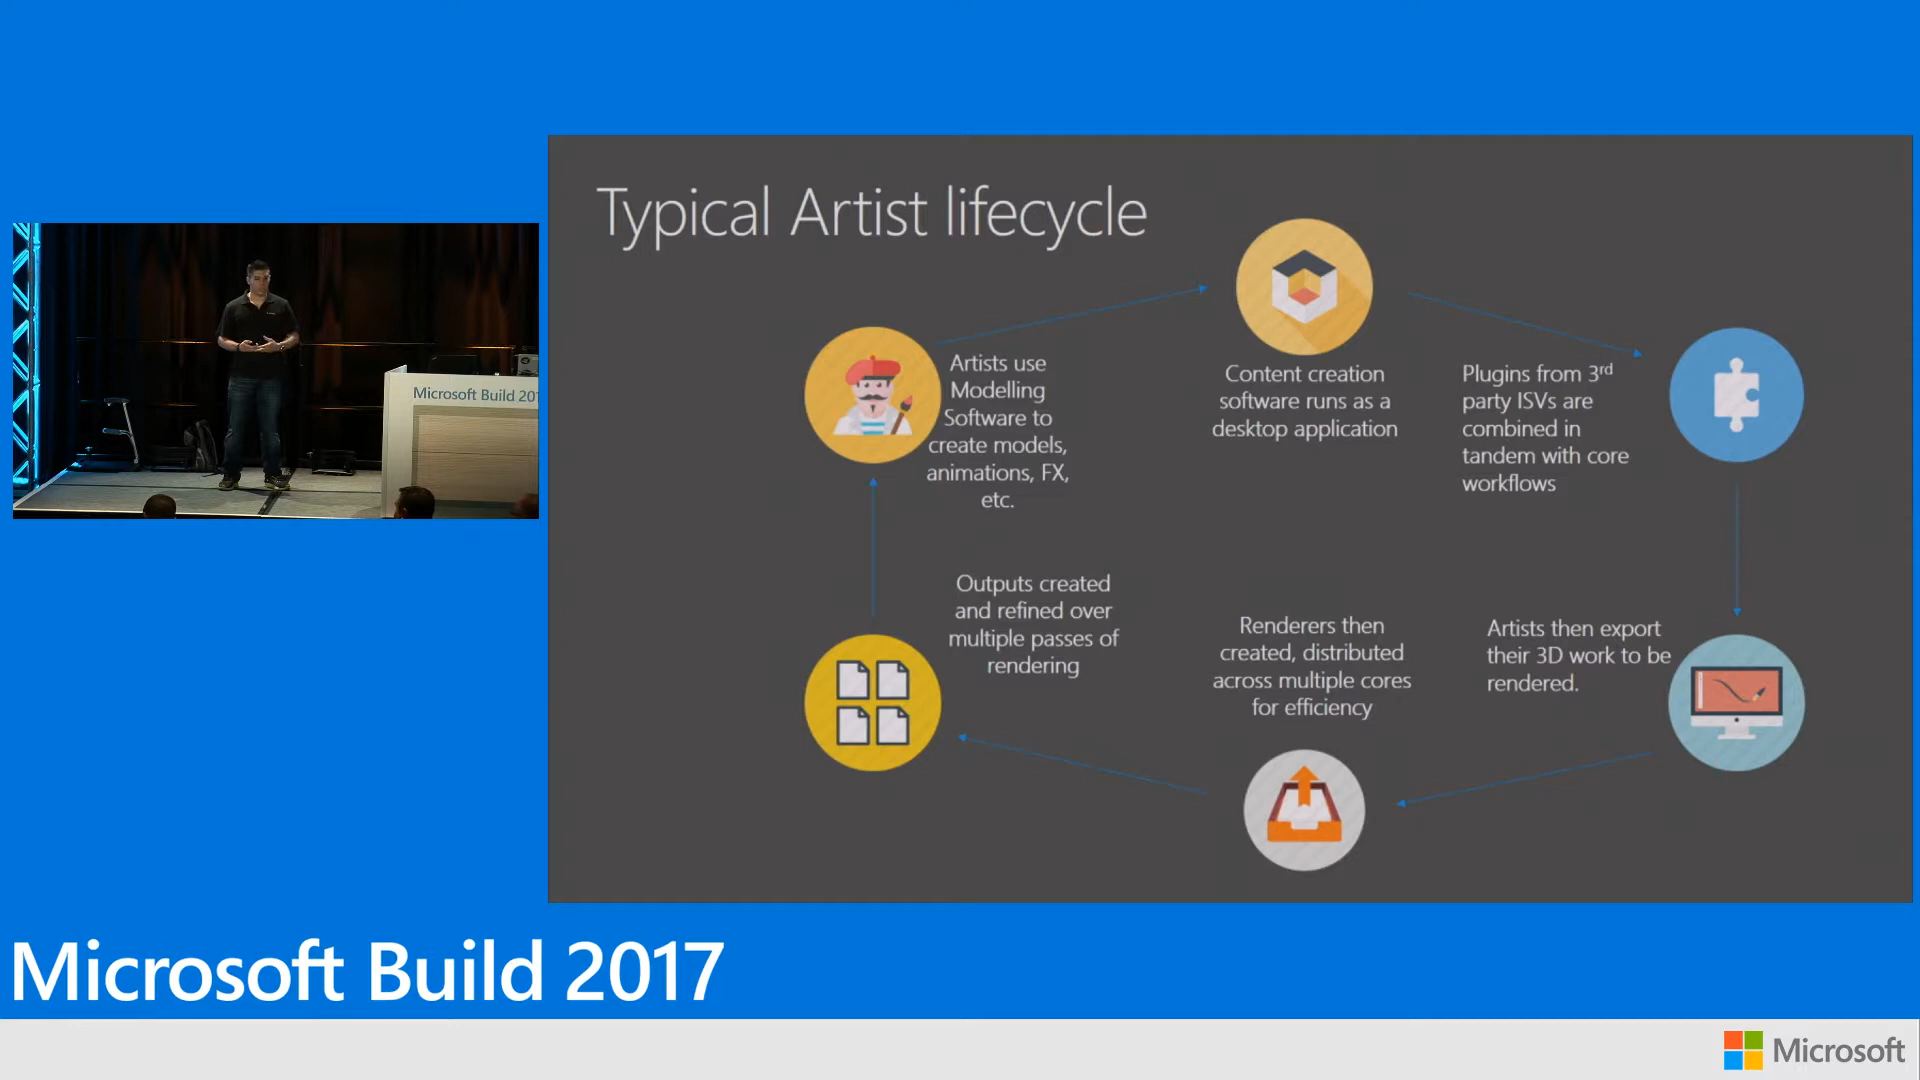 Typical Artist lifecycle
Artists use
Modelling
Software to
create models,
animations, FX,
etc.
Content creation
software runs as a
desktop application
Plugins from 3rd
party ISVs are
combined in
tandem with core
workflows
Artists then export
their 3D work to be
rendered.
Renderers then
created, distributed
across multiple cores
for efficiency
Outputs created
and refined over
multiple passes of
rendering
Microsoft Build 201
Microsoft Build 2017
Microsoft